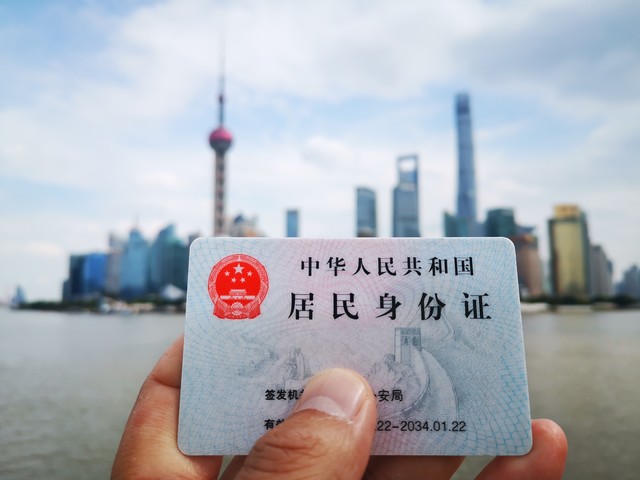 中华人民共和国
居民身份证
签发机 安局
有 22-2034.01.22